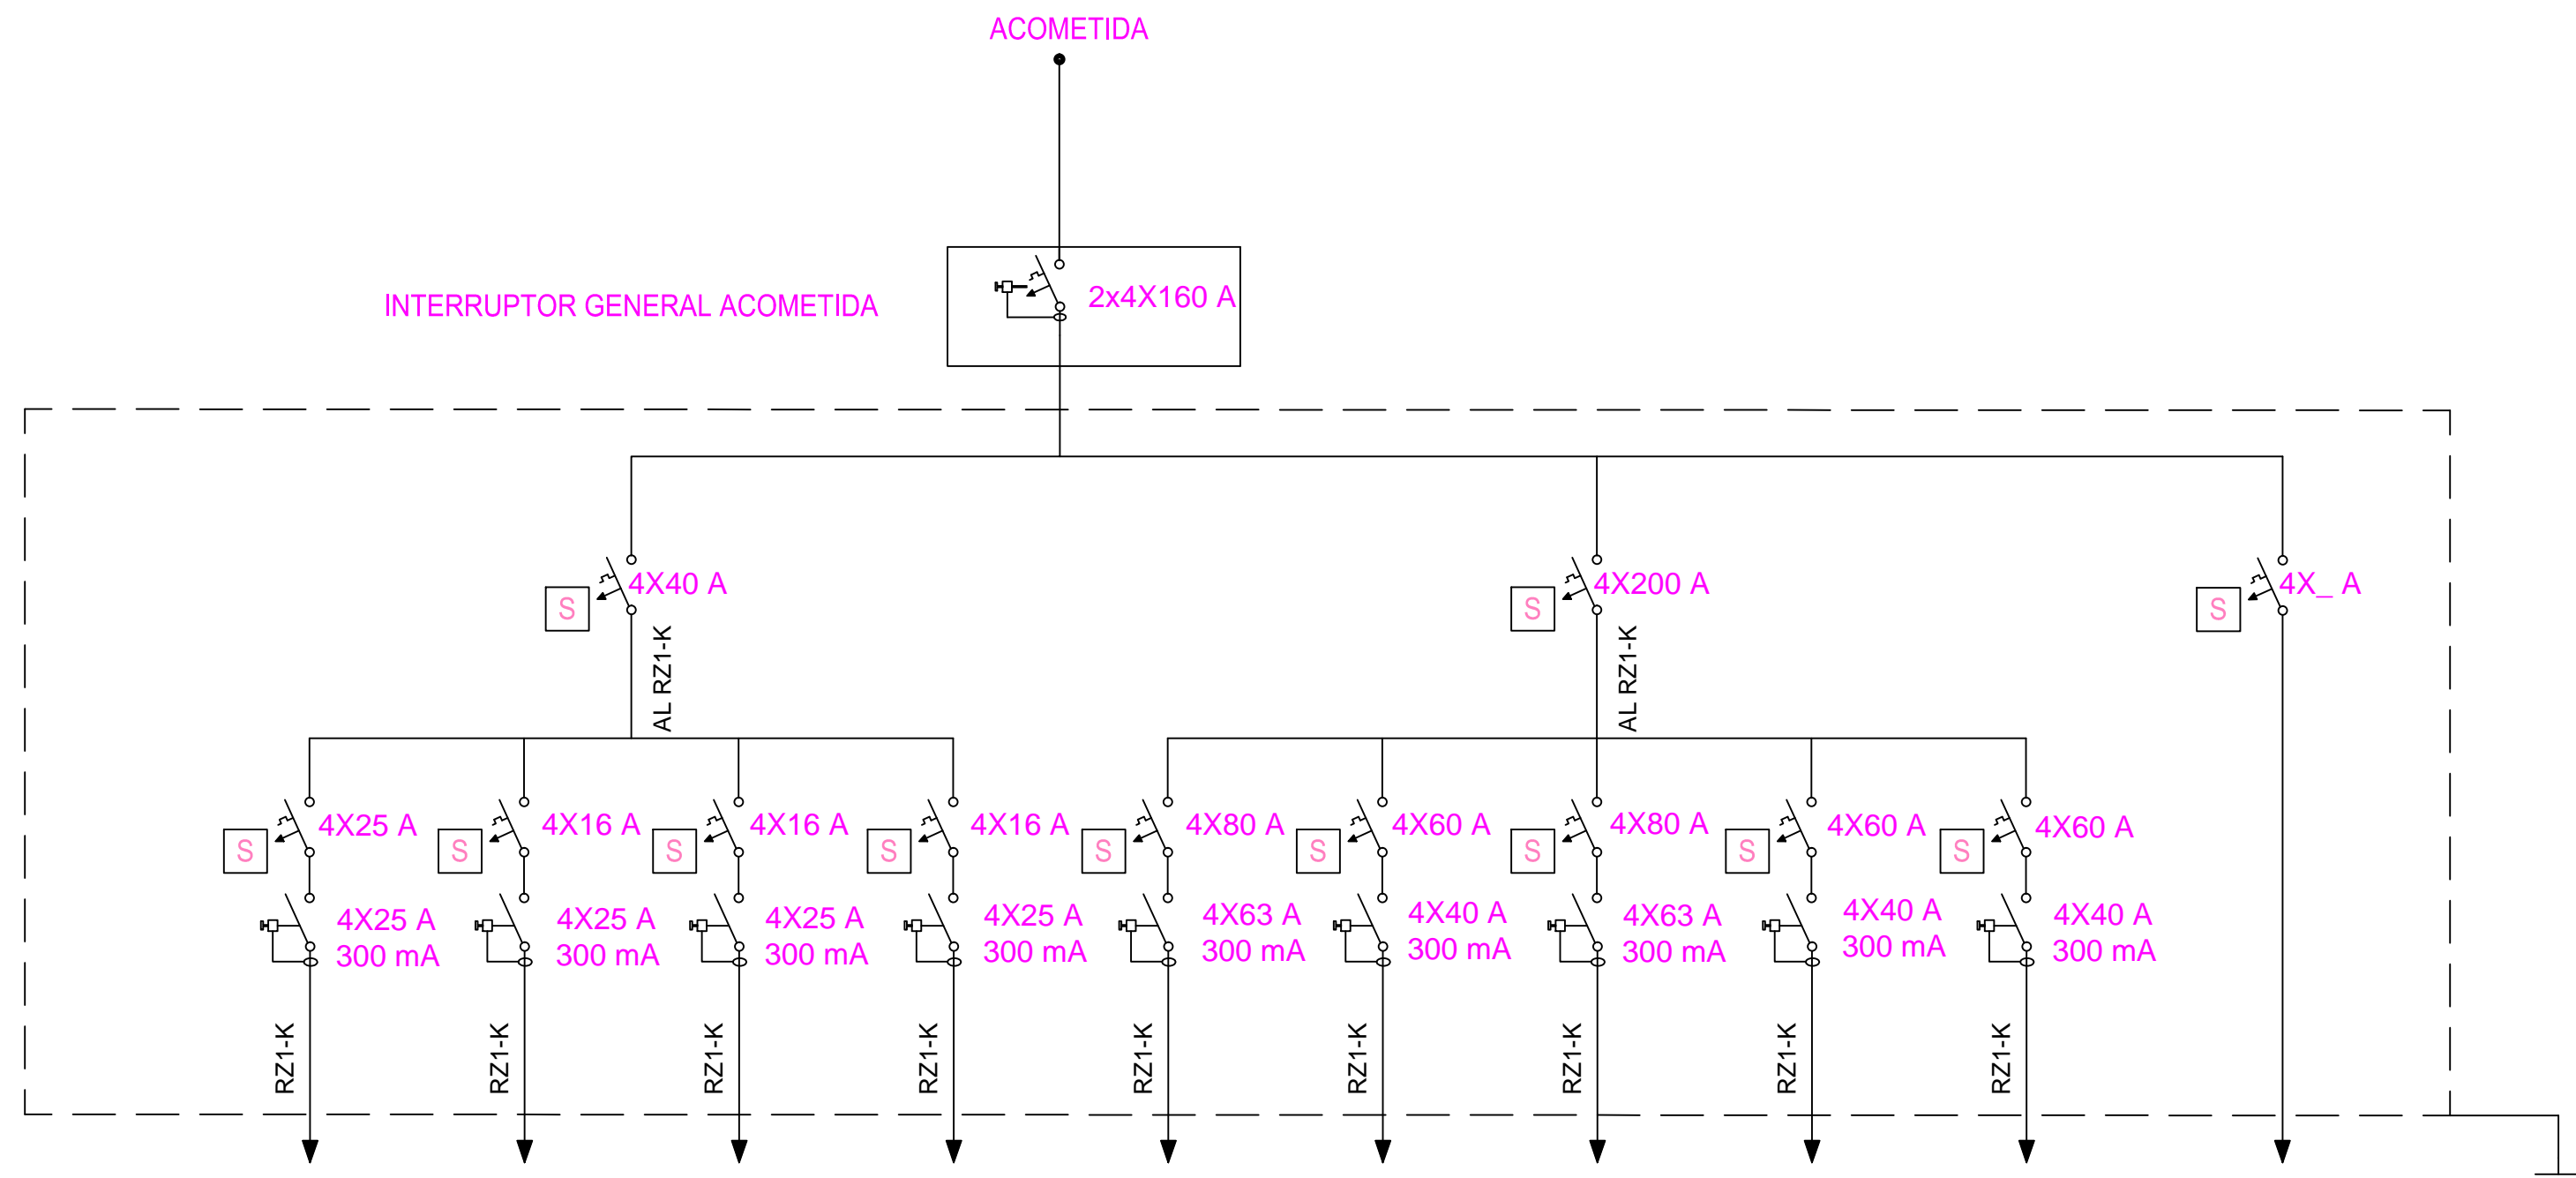 ACOMETIDA
INTERRUPTOR GENERAL ACOMETIDA
2x4X160 A
S
4X40 A
AL RZ1-K
S
4X200 A
AL RZ1-K
S
4X_ A
S
4X25 A
S
4X16 A
S
4X16 A
S
4X16 A
S
4X80 A
S
4X60 A
S
4X80 A
S
4X60 A
S
4X60 A
4X25 A
300 mA
4X25 A
300 mA
4X25 A
300 mA
4X25 A
300 mA
4X63 A
300 mA
4X40 A
300 mA
4X63 A
300 mA
4X40 A
300 mA
4X40 A
300 mA
RZ1-K
RZ1-K
RZ1-K
RZ1-K
RZ1-K
RZ1-K
RZ1-K
RZ1-K
RZ1-K